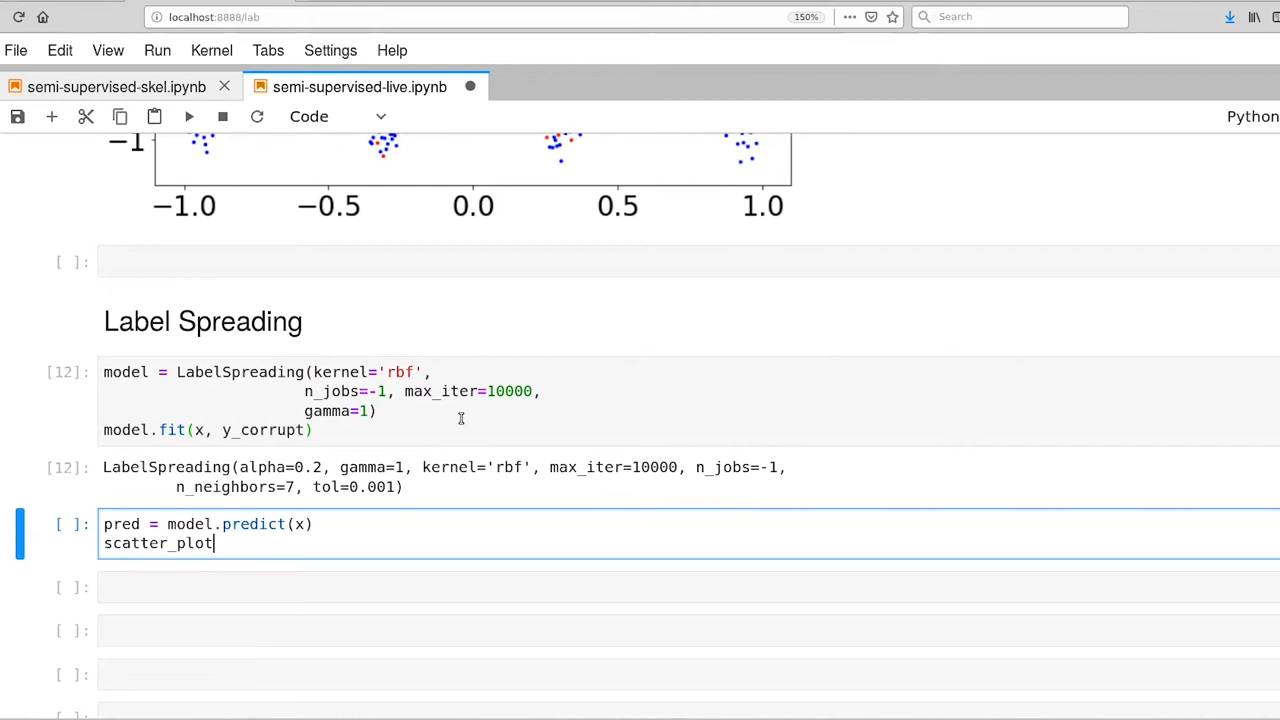 localhost:8888/lab 150% Search
File Edit View Run Kernel Tabs Settings Help
semi-supervised-skel.ipynb semi-supervised-live.ipynb
Code Python
−1
−1.0 −0.5 0.0 0.5 1.0
[ ]:
Label Spreading
[12]: model = LabelSpreading(kernel='rbf',
n_jobs=-1, max_iter=10000,
gamma=1)
model.fit(x, y_corrupt)
[12]: LabelSpreading(alpha=0.2, gamma=1, kernel='rbf', max_iter=10000, n_jobs=-1,
n_neighbors=7, tol=0.001)
[ ]: pred = model.predict(x)
scatter_plot
[ ]:
[ ]:
[ ]:
[ ]: